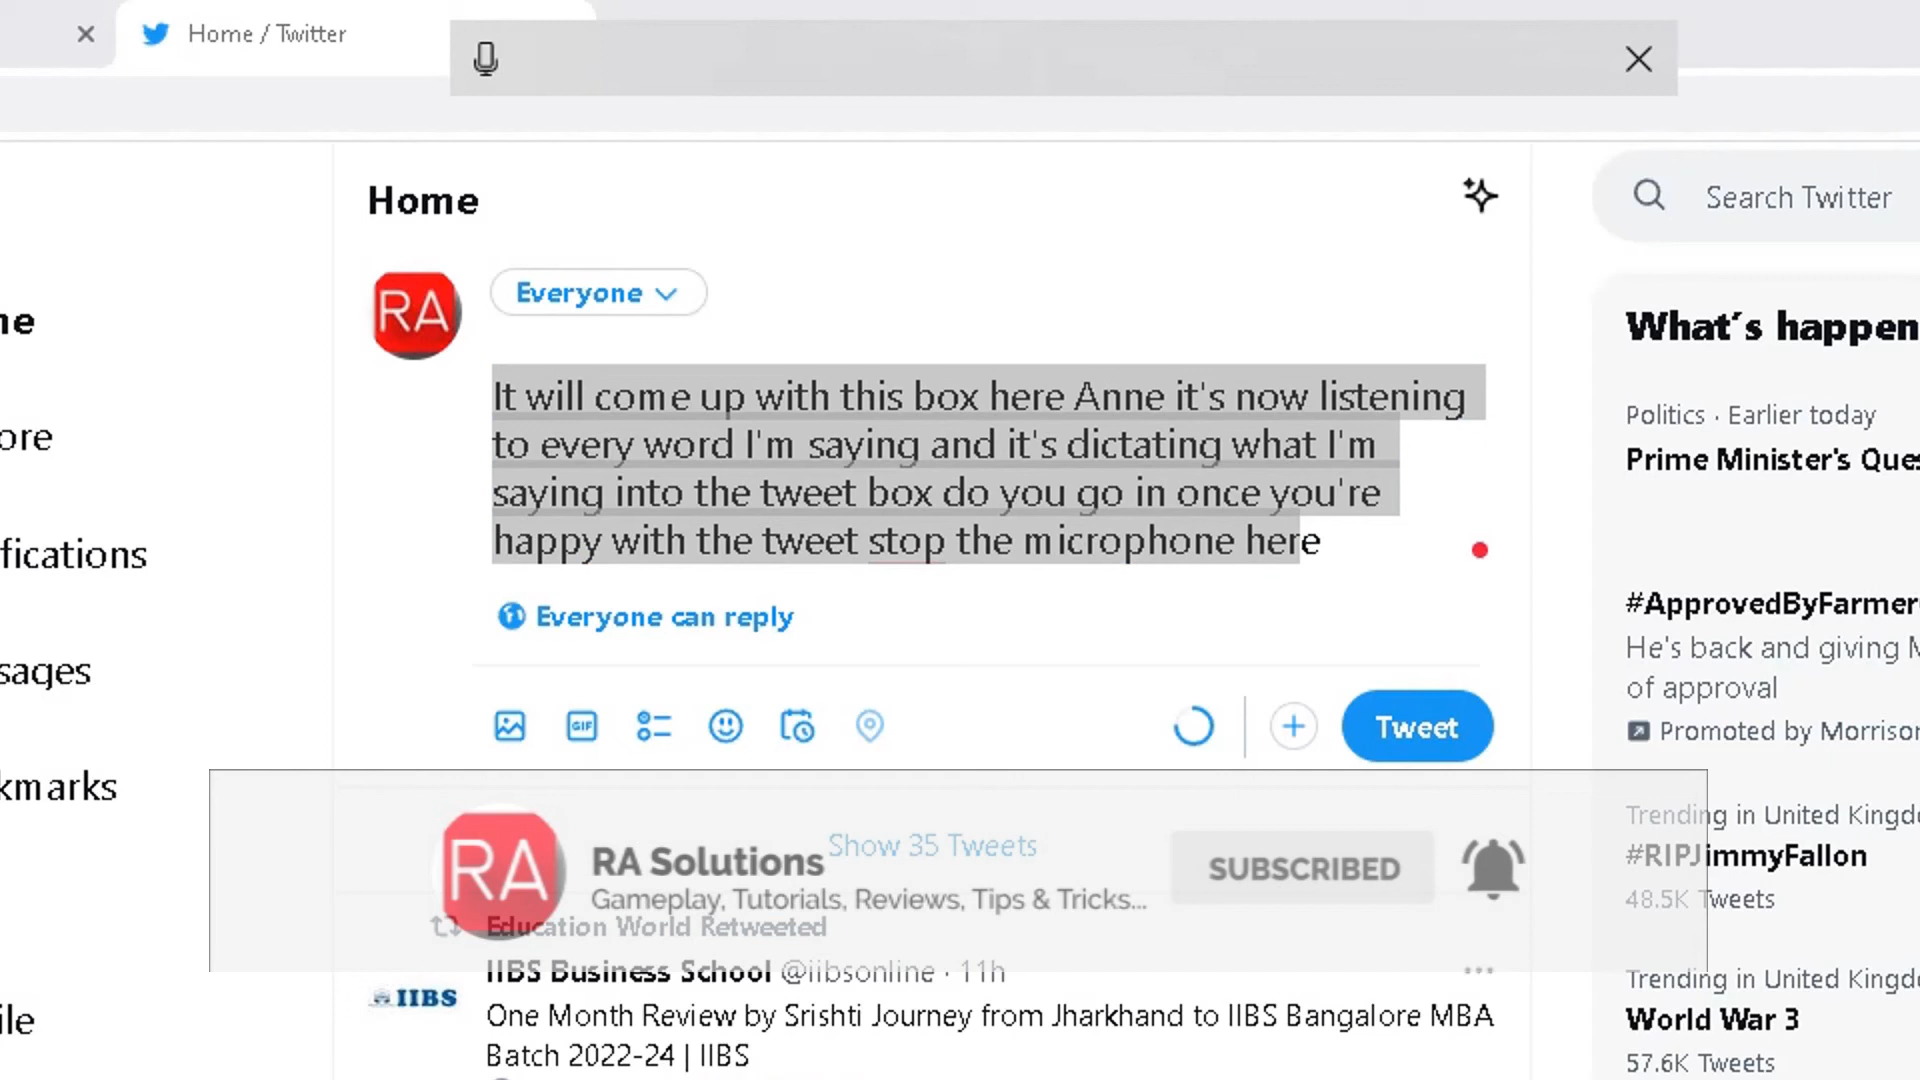 Home / Twitter
Home
Search Twitter
RA
Everyone
It will come up with this box here Anne it's now listening
to every word I'm saying and it's dictating what I'm
saying into the tweet box do you go in once you're
happy with the tweet stop the microphone here
Everyone can reply
GIF
Tweet
Show 35 Tweets
RA
RA Solutions
Gameplay, Tutorials, Reviews, Tips & Tricks...
SUBSCRIBED
Education World Retweeted
IIBS Business School @iibsonline · 11h
IIBS
One Month Review by Srishti Journey from Jharkhand to IIBS Bangalore MBA
Batch 2022-24 | IIBS
me
ore
fications
sages
kmarks
ile
What's happen
Politics · Earlier today
Prime Minister's Ques
#ApprovedByFarmer
He's back and giving M
of approval
Promoted by Morrison
Trending in United Kingdo
#RIPJimmyFallon
48.5K Tweets
Trending in United Kingdo
World War 3
57.6K Tweets